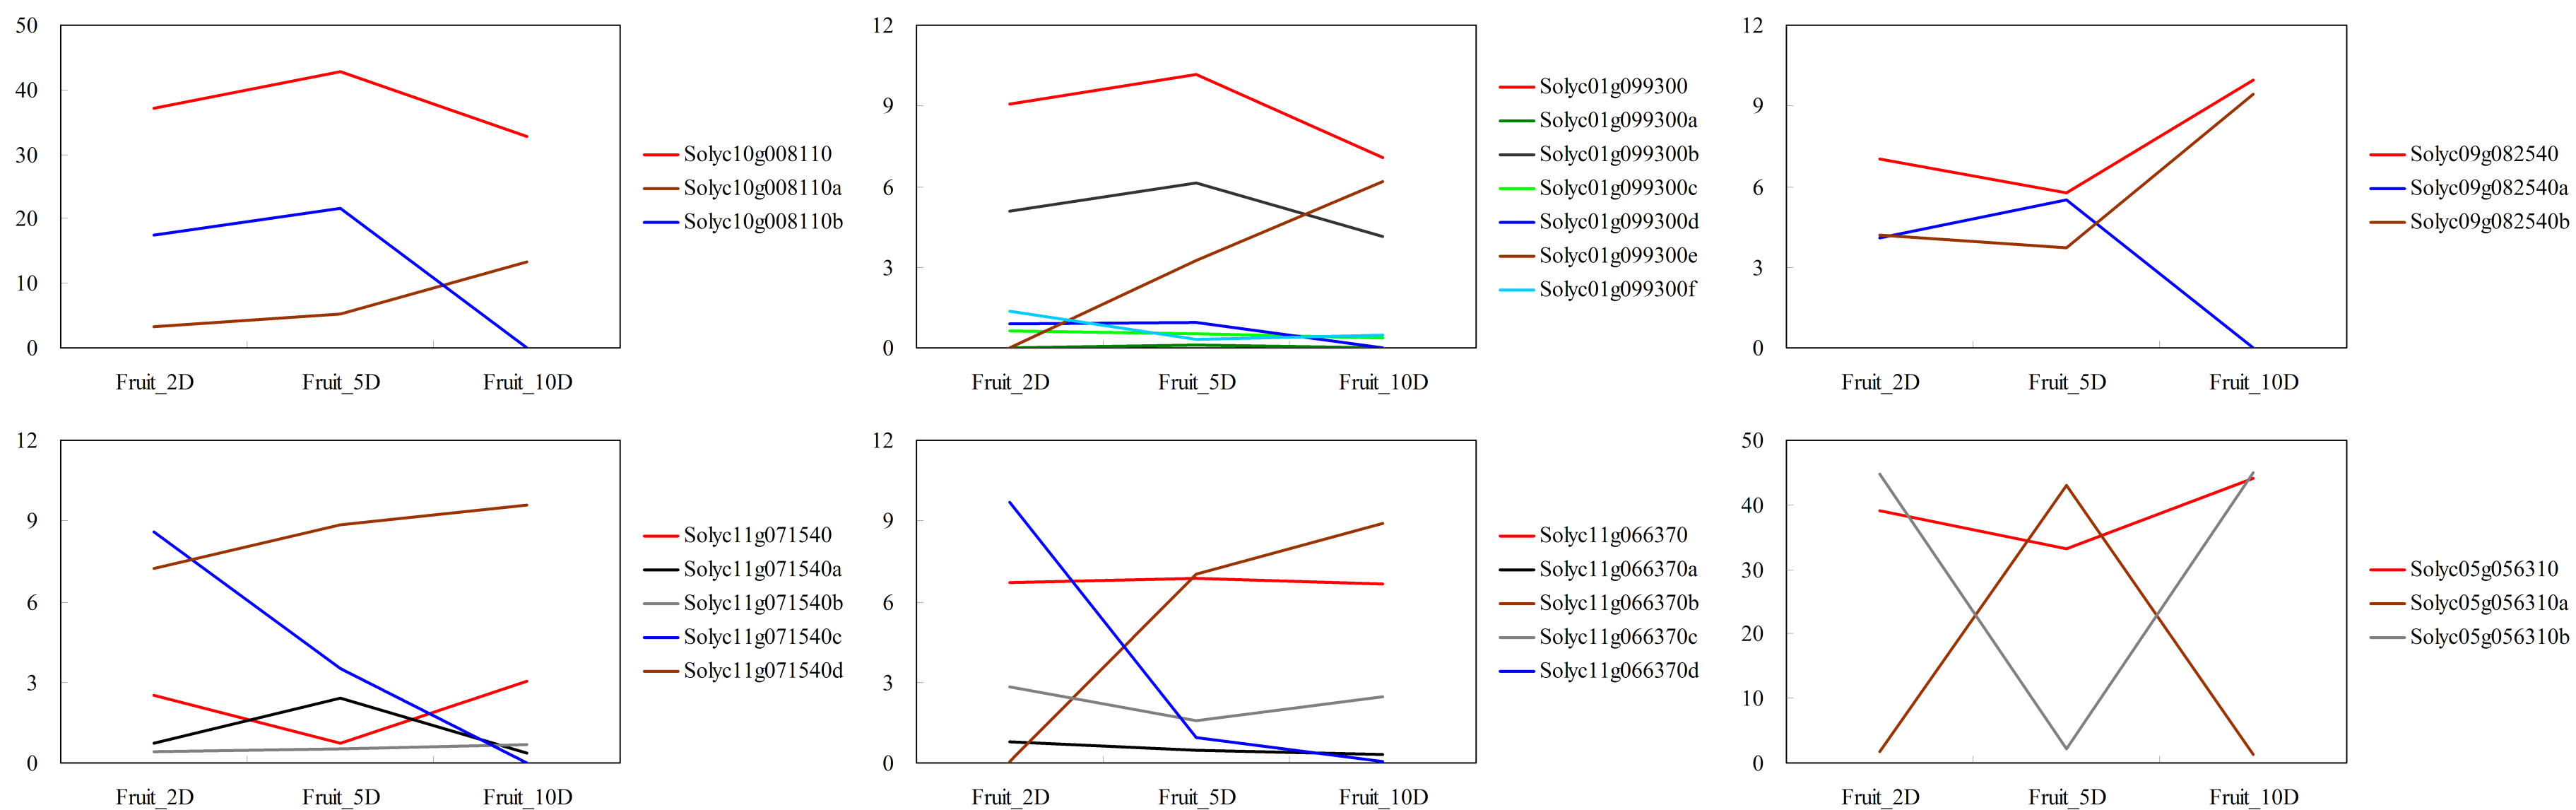 50
40
30
20
10
0
Fruit_2D Fruit_5D Fruit_10D
Solyc10g008110
Solyc10g008110a
Solyc10g008110b
12
9
6
3
0
Fruit_2D Fruit_5D Fruit_10D
Solyc01g099300
Solyc01g099300a
Solyc01g099300b
Solyc01g099300c
Solyc01g099300d
Solyc01g099300e
Solyc01g099300f
12
9
6
3
0
Fruit_2D Fruit_5D Fruit_10D
Solyc09g082540
Solyc09g082540a
Solyc09g082540b
12
9
6
3
0
Fruit_2D Fruit_5D Fruit_10D
Solyc11g071540
Solyc11g071540a
Solyc11g071540b
Solyc11g071540c
Solyc11g071540d
12
9
6
3
0
Fruit_2D Fruit_5D Fruit_10D
Solyc11g066370
Solyc11g066370a
Solyc11g066370b
Solyc11g066370c
Solyc11g066370d
50
40
30
20
10
0
Fruit_2D Fruit_5D Fruit_10D
Solyc05g056310
Solyc05g056310a
Solyc05g056310b